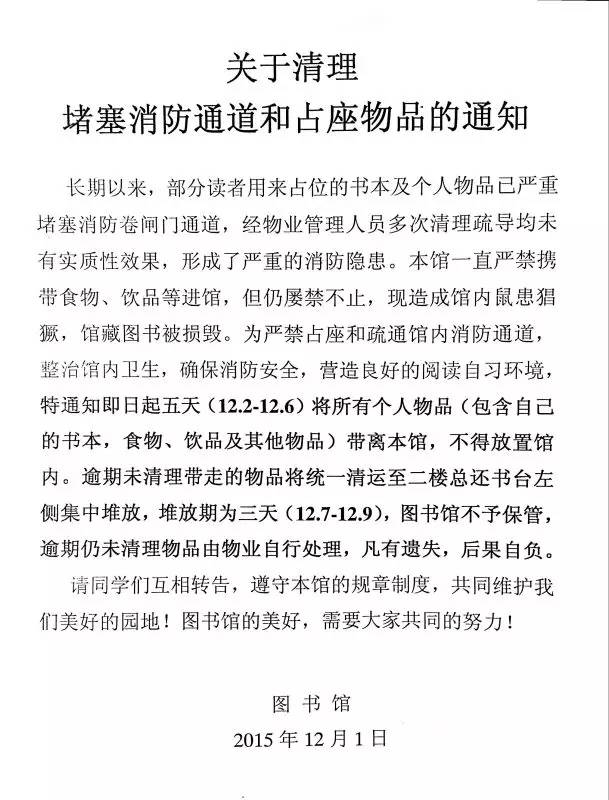 关于清理
堵塞消防通道和占座物品的通知
长期以来，部分读者用来占位的书本及个人物品已严重
堵塞消防卷闸门通道，经物业管理人员多次清理疏导均未
有实质性效果，形成了严重的消防隐患。本馆一直严禁携
带食物、饮品等进馆，但仍屡禁不止，现造成馆内鼠患猖
獗，馆藏图书被损毁。为严禁占座和疏通馆内消防通道，
整治馆内卫生，确保消防安全，营造良好的阅读自习环境，
特通知即日起五天（12.2-12.6）将所有个人物品（包含自己
的书本，食物、饮品及其他物品）带离本馆，不得放置馆
内。逾期未清理带走的物品将统一清运至二楼总还书台左
侧集中堆放，堆放期为三天（12.7-12.9），图书馆不予保管，
逾期仍未清理物品由物业自行处理，凡有遗失，后果自负。
请同学们互相转告，遵守本馆的规章制度，共同维护我
们美好的园地！图书馆的美好，需要大家共同的努力！
图 书 馆
2015 年 12 月 1 日